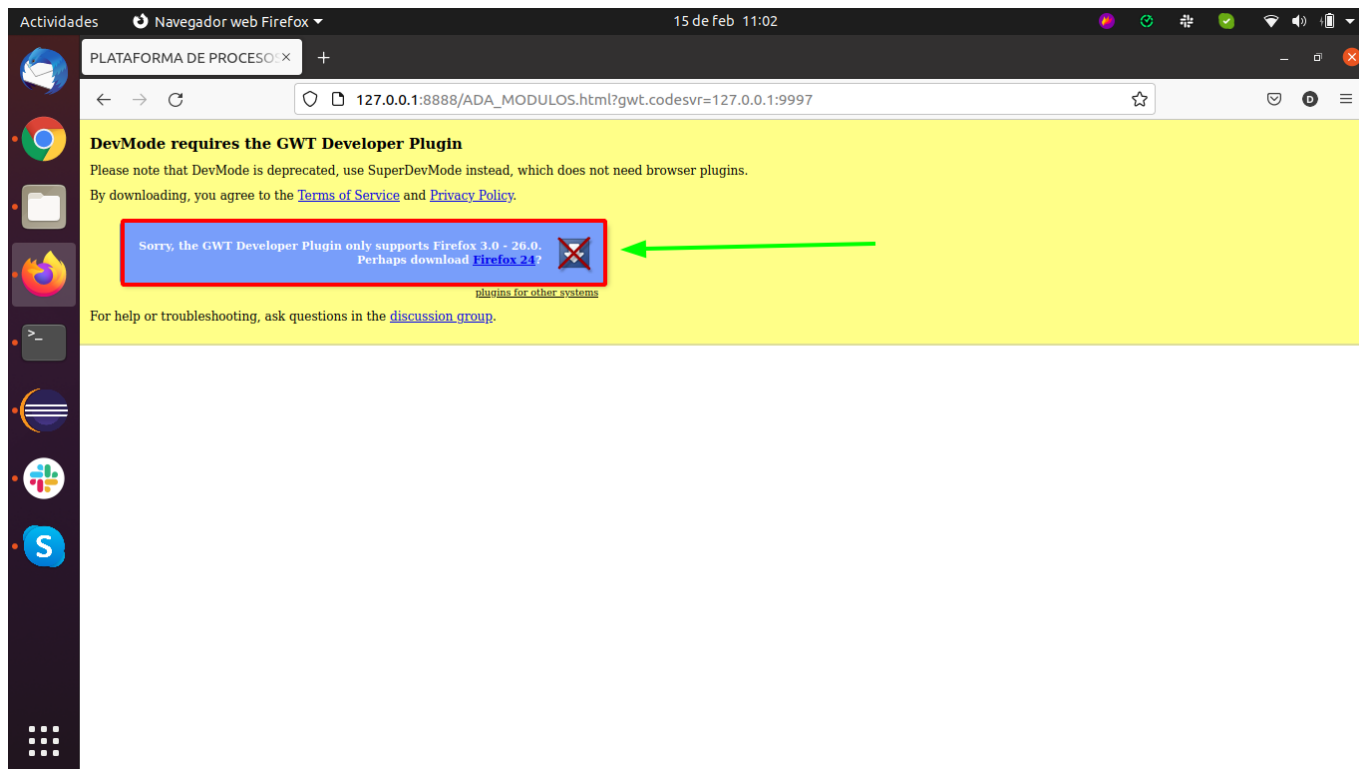 Actividades Navegador web Firefox 15 de feb 11:02
PLATAFORMA DE PROCESOS
127.0.0.1:8888/ADA_MODULOS.html?gwt.codesvr=127.0.0.1:9997
D
DevMode requires the GWT Developer Plugin
Please note that DevMode is deprecated, use SuperDevMode instead, which does not need browser plugins.
By downloading, you agree to the Terms of Service and Privacy Policy.
Sorry, the GWT Developer Plugin only supports Firefox 3.0 - 26.0.
Perhaps download Firefox 24?
plugins for other systems
For help or troubleshooting, ask questions in the discussion group.
>_
S